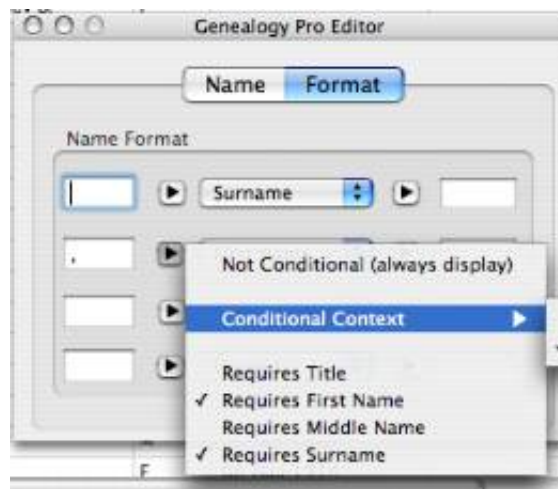 Genealogy Pro Editor
Name Format
Name Format
Surname
,
Not Conditional (always display)
Conditional Context
Requires Title
✓ Requires First Name
Requires Middle Name
✓ Requires Surname
F